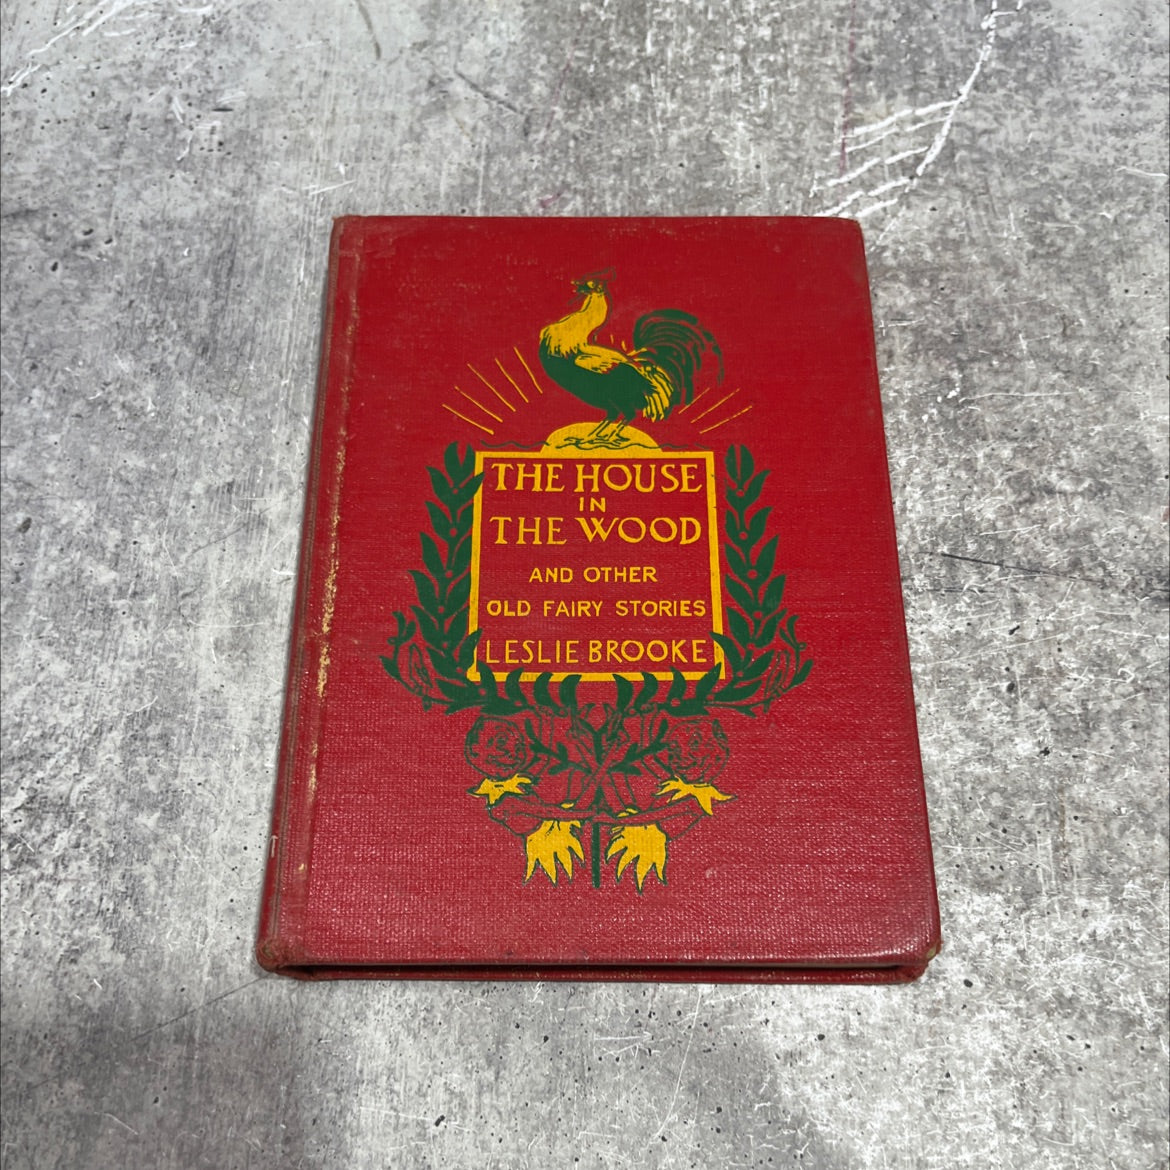 THE HOUSE
IN
THE WOOD
AND OTHER
OLD FAIRY STORIES
LESLIE BROOKE